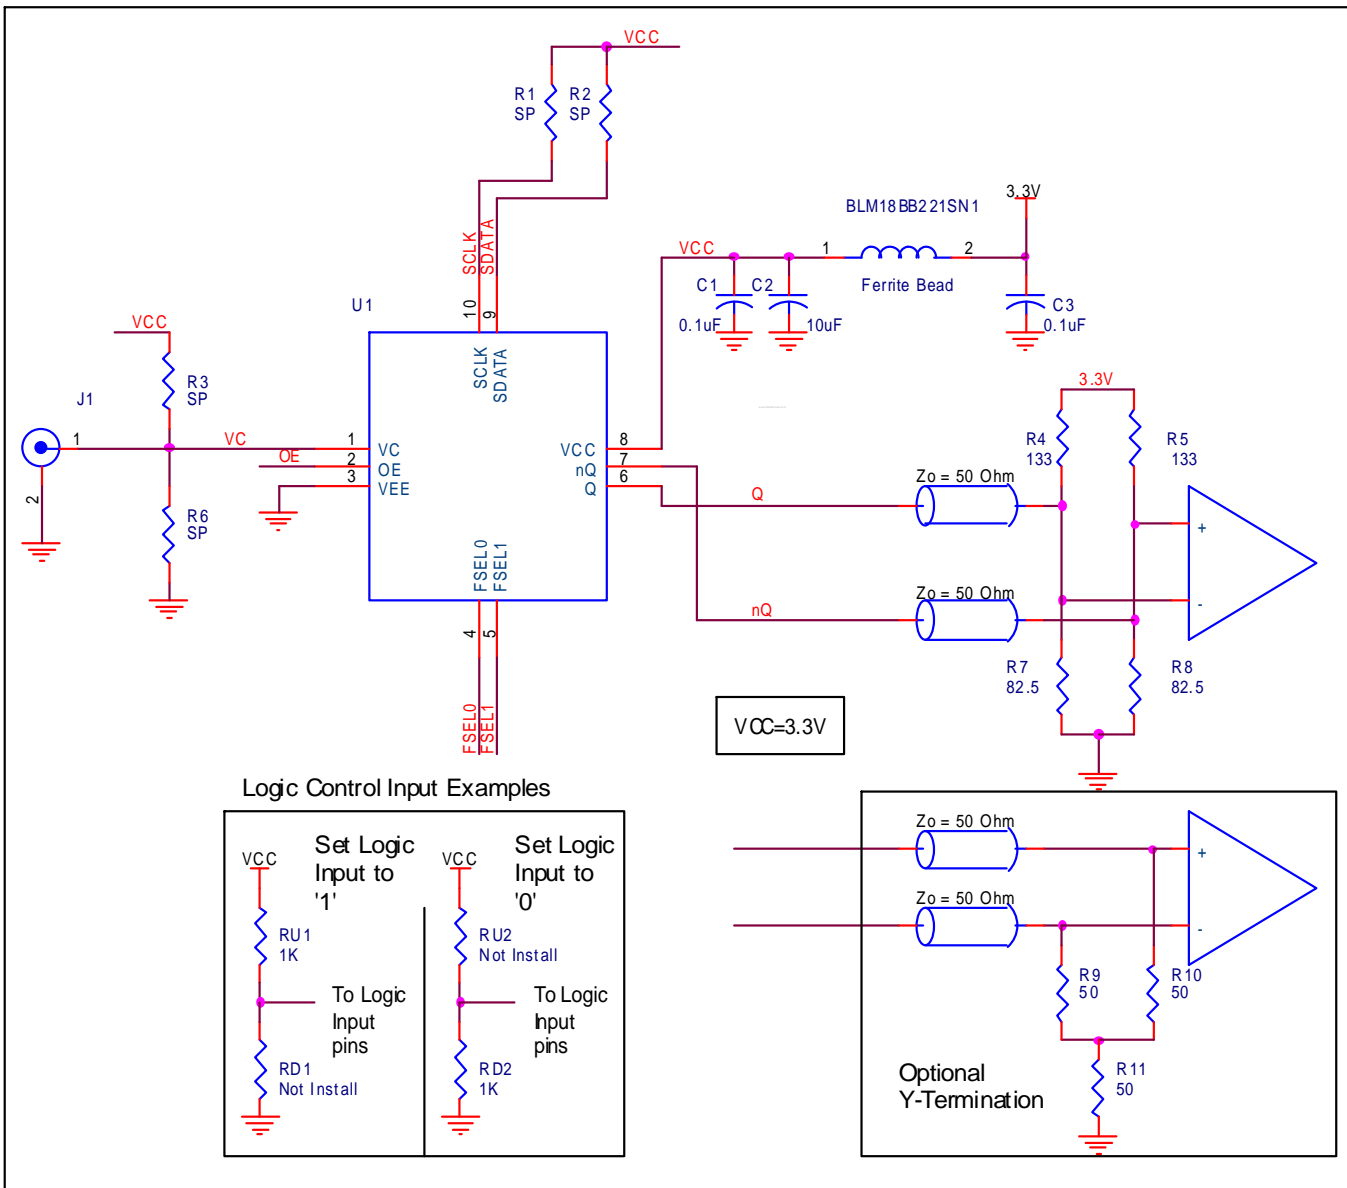 VCC
R1
SP
R2
SP
3.3V
BLM18BB221SN1
VCC
1
2
C1
0.1uF
C2
10uF
Ferrite Bead
C3
0.1uF
SCLK
SDATA
10
9
U1
SCLK
SDATA
VCC
R3
SP
J1
1
2
VC
OE
1
2
3
VC
OE
VEE
R6
SP
VCC
nQ
Q
8
7
6
FSEL0
FSEL1
4
5
FSEL0
FSEL1
Q
nQ
Zo = 50 Ohm
Zo = 50 Ohm
3.3V
R4
133
R5
133
+
-
R7
82.5
R8
82.5
VCC=3.3V
Logic Control Input Examples
VCC
Set Logic
Input to
'1'
RU1
1K
To Logic
Input
pins
RD1
Not Install
VCC
Set Logic
Input to
'0'
RU2
Not Install
To Logic
Input
pins
RD2
1K
Zo = 50 Ohm
Zo = 50 Ohm
+
-
R9
50
R10
50
R11
50
Optional
Y-Termination